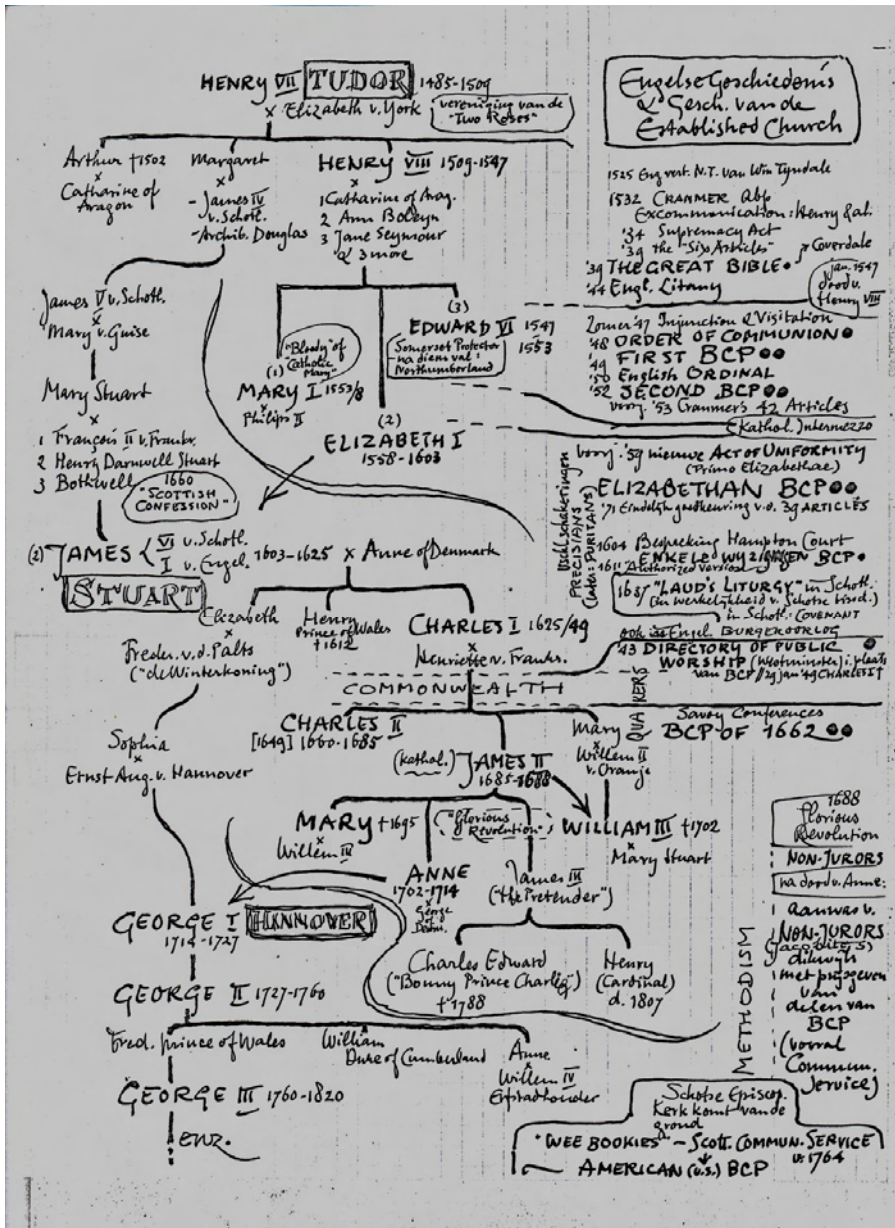 HENRY VII TUDOR 1485-1509
x Elizabeth v. York
vereniging van de
"Two Roses"
Engelse Geschiedenis
& Gesch. van de
Established Church
Arthur †1502
x
Catharine of
Aragon
Margaret
x
- James IV
v. Schotl.
- Archib. Douglas
HENRY VIII 1509-1547
x
1 Catharine of Arag.
2 Ann Boleyn
3 Jane Seymour
& 3 more
James V v. Schotl.
x
Mary v. Guise
Mary Stuart
x
1 François II v. Frankr.
2 Henry Darnwell Stuart
3 Bothwell
1660
"SCOTTISH
CONFESSION"
"Bloody" of
"Catholic
Mary"
(1)
MARY I 1553/8
x
Philips II
(3)
EDWARD VI 1547
1553
Somerset Protector
na diens val:
Northumberland
(2)
ELIZABETH I
1558-1603
(2) JAMES VI v. Schotl.
I v. Engel. 1603-1625 x Anne of Denmark
STUART
Elizabeth
x
Freder. v. d. Palts
("de Winterkoning")
Henry
Prince of Wales
†1612
CHARLES I 1625/49
x
Henriette v. Frankr.
COMMONWEALTH
CHARLES II
[1649] 1660-1685
(kathol.) JAMES II
1685-1688
Mary
x
Willem II
v. Oranje
Sophia
x
Ernst Aug. v. Hannover
MARY †1695
x
Willem III
("Glorious
Revolution")
WILLIAM III †1702
x
Mary Stuart
ANNE
1702-1714
x
George
of
Denm.
James III
("the Pretender")
GEORGE I HANNOVER
1714-1727
Charles Edward
("Bonny Prince Charley")
†1788
Henry
(Cardinal)
d. 1807
GEORGE II 1727-1760
Fred. prince of Wales
William
Duke of Cumberland
Anne
x
Willem IV
Erfstadhouder
GEORGE III 1760-1820
enz.
1525 Eng. vert. N.T. van Wm Tyndale
1532 CRANMER Abp
Excommunication: Henry & al.
'34 Supremacy Act
'39 the "Six Articles"
Coverdale
'39 THE GREAT BIBLE
'44 Engl. Litany
jan. 1547
dood v.
Henry VIII
Zomer '47 Injunction & Visitation
'48 ORDER OF COMMUNION
'49 FIRST BCP
'50 English ORDINAL
'52 SECOND BCP
voorj. '53 Cranmer's 42 Articles
Kathol. Intermezzo
voorj. '59 nieuwe ACT OF UNIFORMITY
(Primo Elizabethae)
ELIZABETHAN BCP
'71 Eindelijk goedkeuring v.d. 39 ARTICLES
PRECISIANS
(later: PURITANS)
1604 Bespreking Hampton Court
ENKELE WYZIGINGEN BCP
1611 Authorized version
1637 "LAUD'S LITURGY" in Schotl.
(in werkelijkheid v. Schotse bissch.)
in Schotl. COVENANT
BURGEROORLOG
'43 DIRECTORY OF PUBLIC
WORSHIP (Westminster) i. plaats
van BCP // 29 jan '49 CHARLES I †
QUAKERS
Savoy Conferences
BCP OF 1662
1688
Glorious
Revolution
NON-JURORS
na dood v. Anne:
Aanwas v.
NON-JURORS
(Jacobites)
dikwijls
met prijsgeven
van
delen van
BCP
(vooral
Commun.
Service)
METHODISM
Schotse Episcop.
Kerk komt van de
grond
"WEE BOOKIES" - SCOTT. COMMUN. SERVICE
v. 1764
AMERICAN (U.S.) BCP